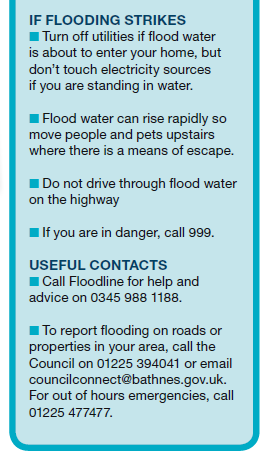 IF FLOODING STRIKES
■ Turn off utilities if flood water
is about to enter your home, but
don't touch electricity sources
if you are standing in water.
■ Flood water can rise rapidly so
move people and pets upstairs
where there is a means of escape.
■ Do not drive through flood water
on the highway
■ If you are in danger, call 999.
USEFUL CONTACTS
■ Call Floodline for help and
advice on 0345 988 1188.
■ To report flooding on roads or
properties in your area, call the
Council on 01225 394041 or email
councilconnect@bathnes.gov.uk.
For out of hours emergencies, call
01225 477477.